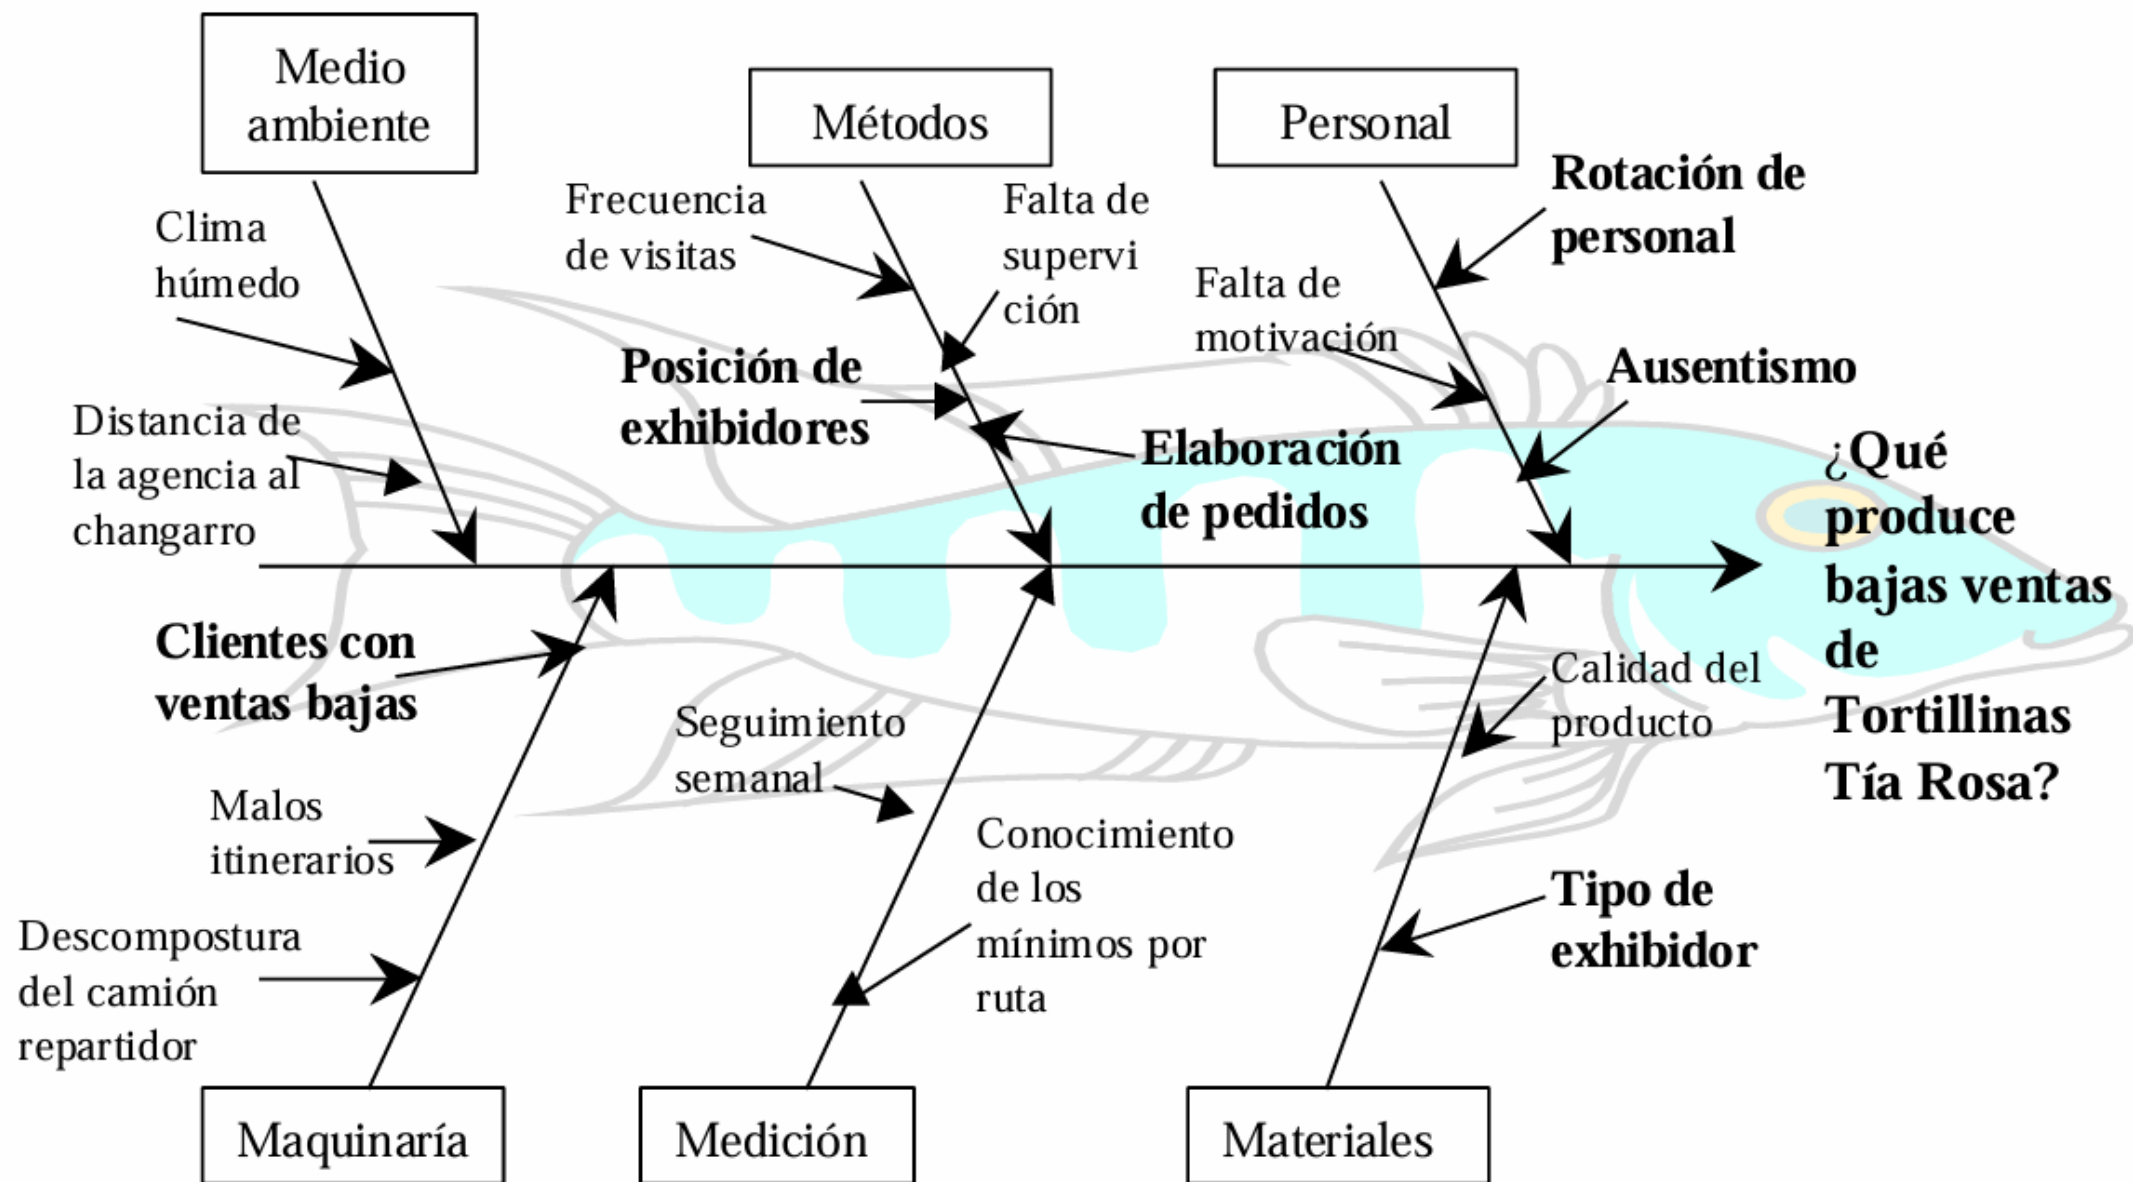 Medio
ambiente
Métodos
Personal
Clima
húmedo
Distancia de
la agencia al
changarro
Frecuencia
de visitas
Falta de
supervi
ción
Posición de
exhibidores
Elaboración
de pedidos
Rotación de
personal
Falta de
motivación
Ausentismo
¿Qué
produce
bajas ventas
de
Tortillinas
Tía Rosa?
Clientes con
ventas bajas
Malos
itinerarios
Descompostura
del camión
repartidor
Seguimiento
semanal
Conocimiento
de los
mínimos por
ruta
Calidad del
producto
Tipo de
exhibidor
Maquinaría
Medición
Materiales